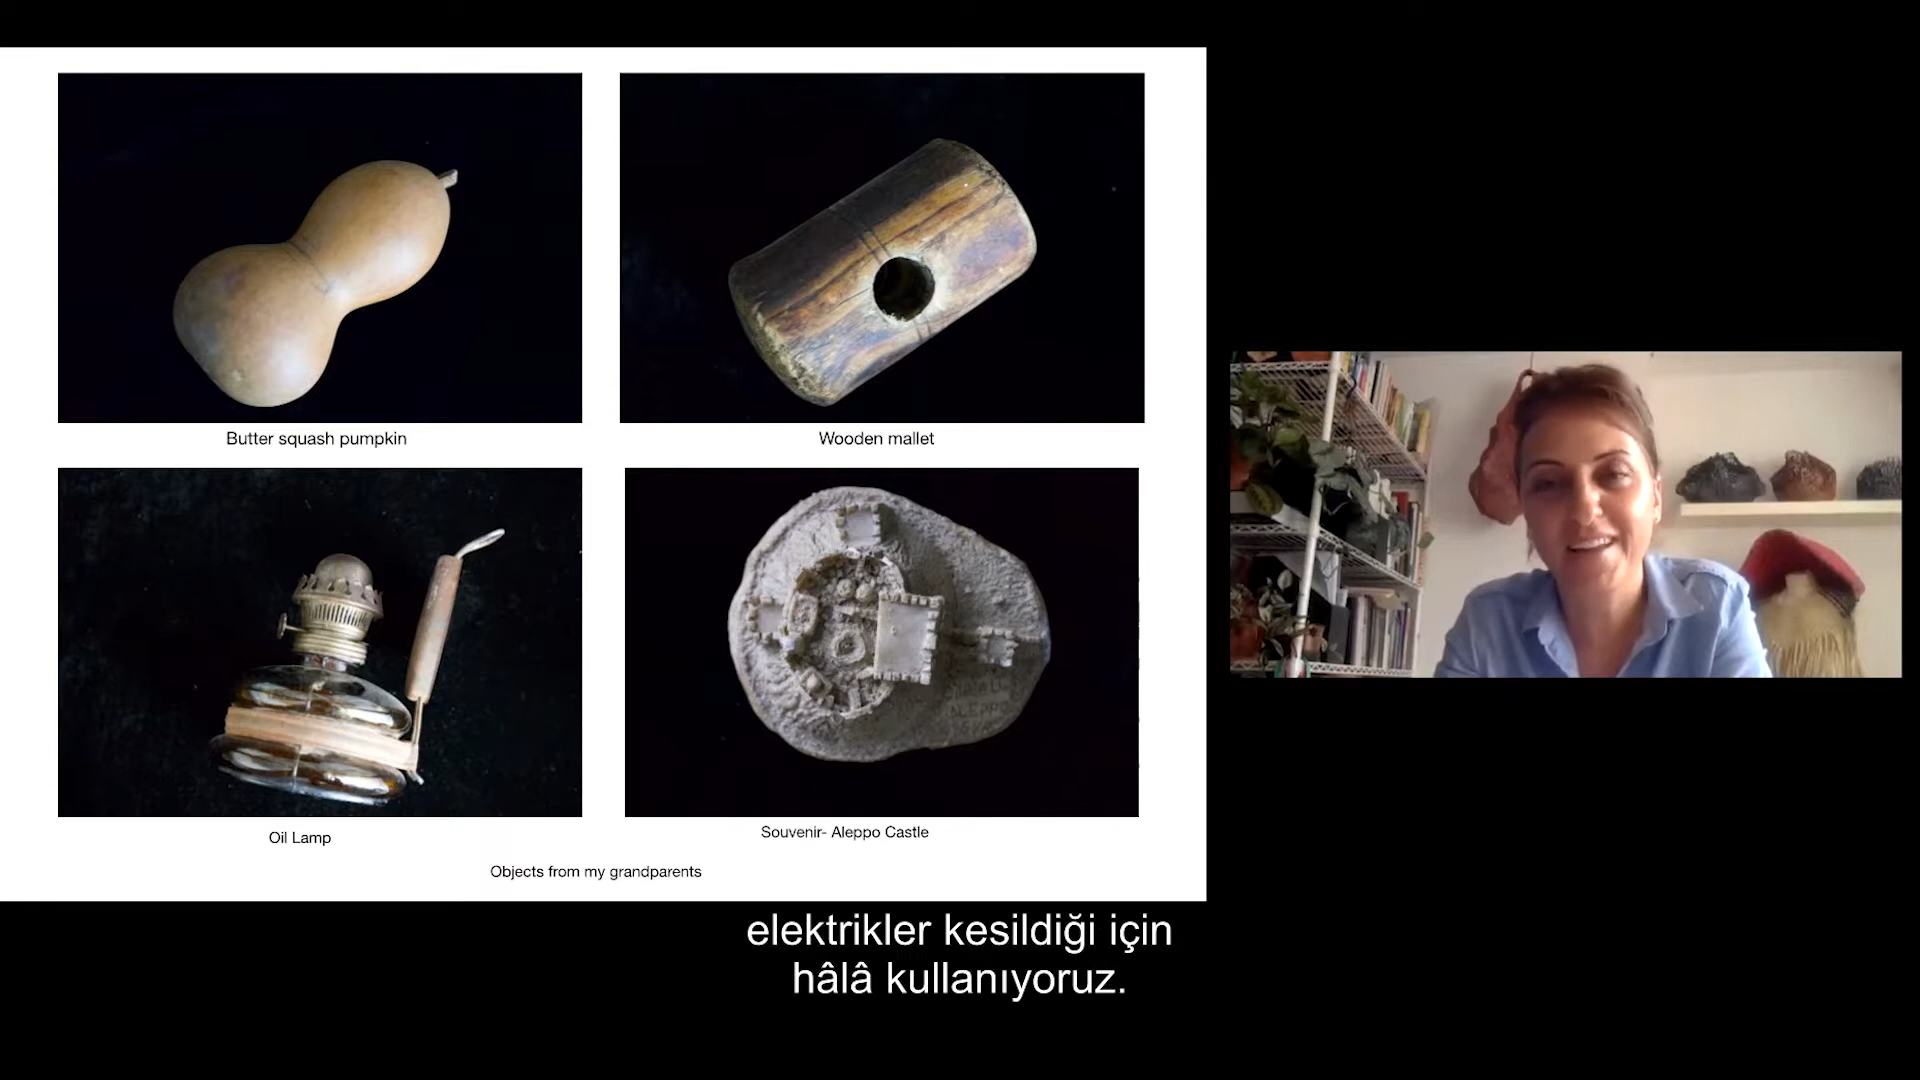 Butter squash pumpkin
Wooden mallet
ALEPPO
Oil Lamp
Souvenir- Aleppo Castle
Objects from my grandparents
elektrikler kesildiği için
hâlâ kullanıyoruz.